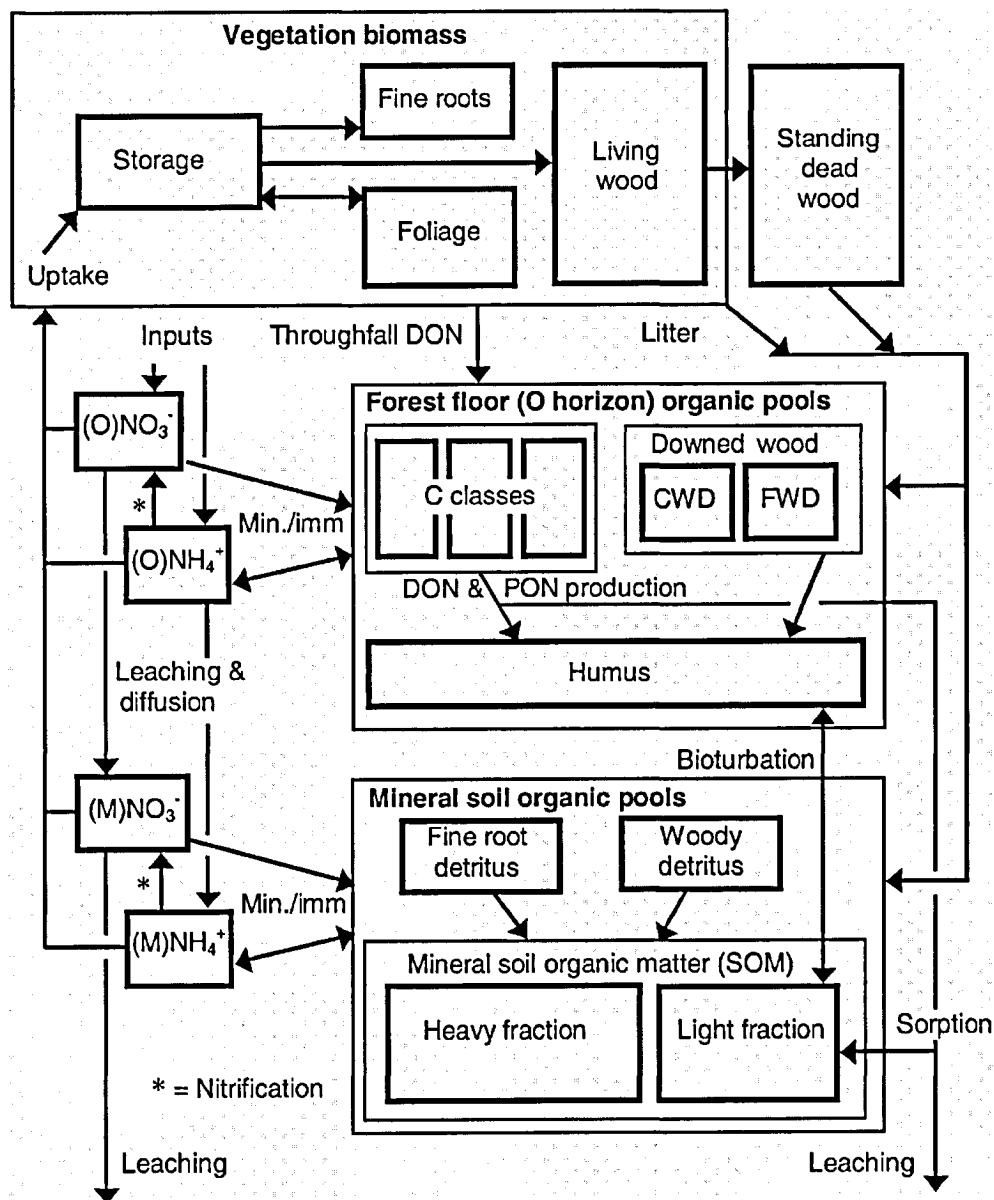 Vegetation biomass
Fine roots
Storage
Living
wood
Standing
dead
wood
Foliage
Uptake
Inputs
Throughfall DON
Litter
(O)NO₃⁻
Forest floor (O horizon) organic pools
Downed wood
C classes
CWD
FWD
*
Min./imm
(O)NH₄⁺
DON & PON production
Humus
Leaching &
diffusion
Bioturbation
(M)NO₃⁻
Mineral soil organic pools
Fine root
detritus
Woody
detritus
*
Min./imm
(M)NH₄⁺
Mineral soil organic matter (SOM)
Heavy fraction
Light fraction
Sorption
* = Nitrification
Leaching
Leaching